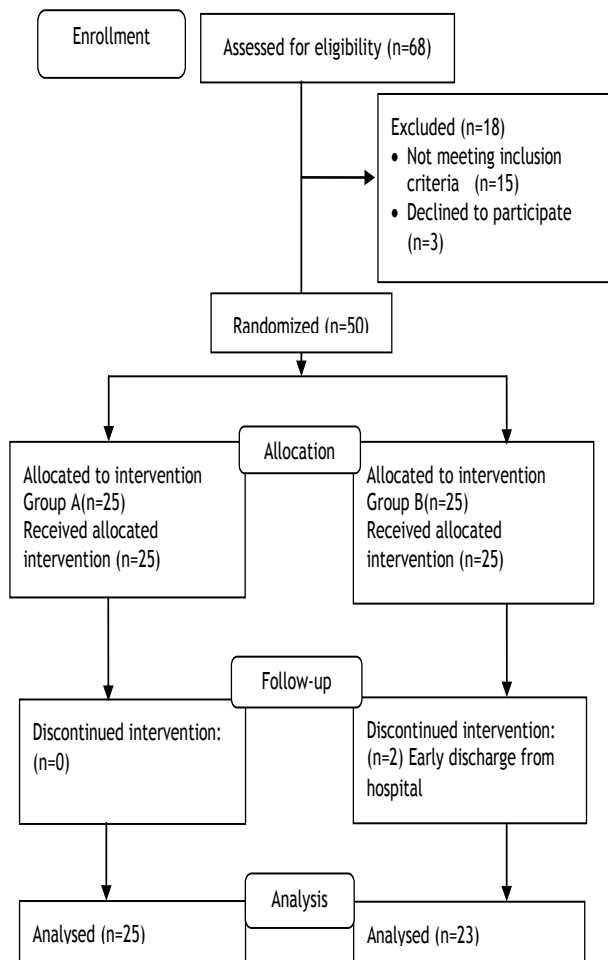 Enrollment
Assessed for eligibility (n=68)
Excluded (n=18)
• Not meeting inclusion
criteria (n=15)
• Declined to participate
(n=3)
Randomized (n=50)
Allocation
Allocated to intervention
Group A(n=25)
Received allocated
intervention (n=25)
Allocated to intervention
Group B(n=25)
Received allocated
intervention (n=25)
Follow-up
Discontinued intervention:
(n=0)
Discontinued intervention:
(n=2) Early discharge from
hospital
Analysis
Analysed (n=25)
Analysed (n=23)